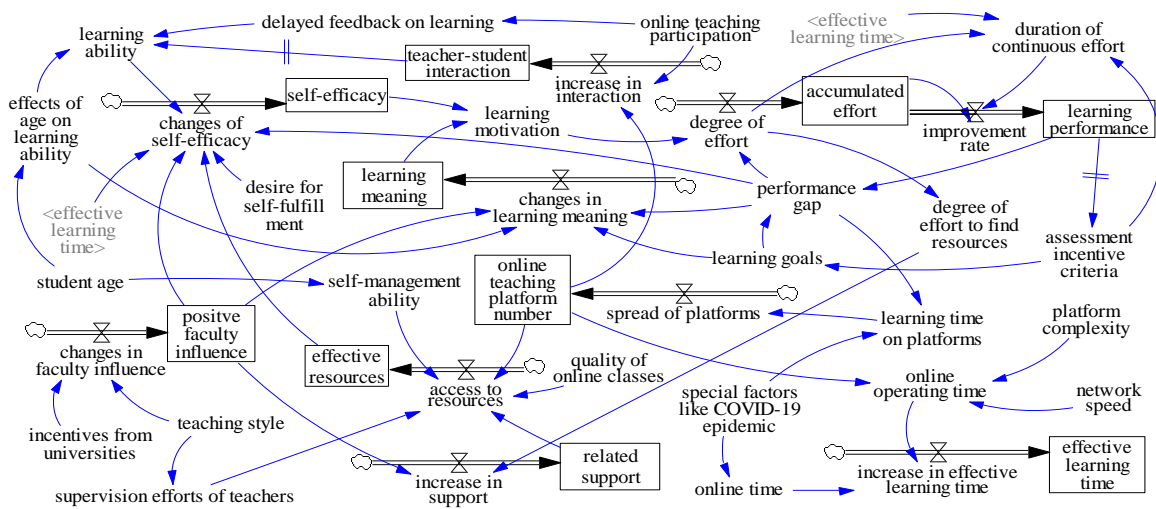 learning
ability
delayed feedback on learning
online teaching
participation
<effective
learning time>
duration of
continuous effort
teacher-student
interaction
increase in
interaction
effects of
age on
learning
ability
changes of
self-efficacy
self-efficacy
learning
motivation
degree of
effort
accumulated
effort
improvement
rate
learning
performance
<effective
learning
time>
desire for
self-fulfill
ment
learning
meaning
changes in
learning meaning
performance
gap
degree of
effort to find
resources
assessment
incentive
criteria
student age
self-management
ability
online
teaching
platform
number
learning goals
spread of platforms
positve
faculty
influence
changes in
faculty influence
effective
resources
access to
resources
quality of
online classes
learning time
on platforms
platform
complexity
special factors
like COVID-19
epidemic
online
operating time
network
speed
incentives from
universities
teaching style
supervision efforts of teachers
increase in
support
related
support
online time
increase in effective
learning time
effective
learning
time